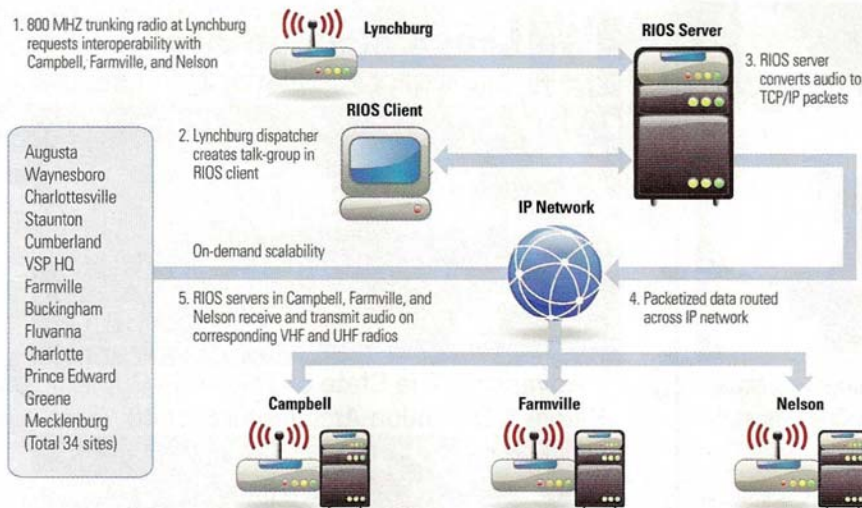 1. 800 MHZ trunking radio at Lynchburg
requests interoperability with
Campbell, Farmville, and Nelson
Lynchburg
RIOS Server
3. RIOS server
converts audio to
TCP/IP packets
RIOS Client
2. Lynchburg dispatcher
creates talk-group in
RIOS client
Augusta
Waynesboro
Charlottesville
Staunton
Cumberland
VSP HQ
Farmville
Buckingham
Fluvanna
Charlotte
Prince Edward
Greene
Mecklenburg
(Total 34 sites)
IP Network
On-demand scalability
5. RIOS servers in Campbell, Farmville, and
Nelson receive and transmit audio on
corresponding VHF and UHF radios
4. Packetized data routed
across IP network
Campbell
Farmville
Nelson